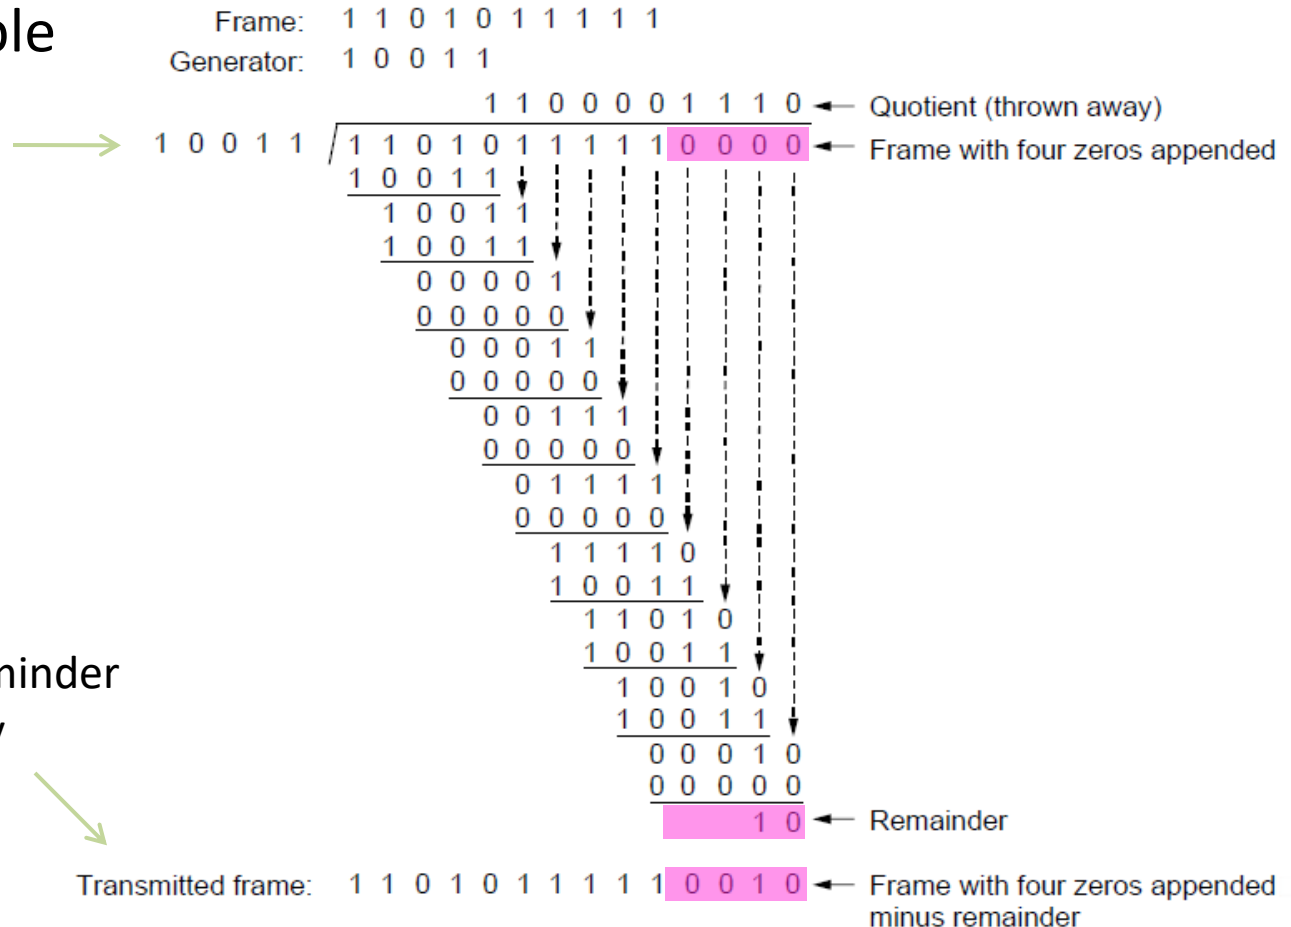 ple
Frame: 1 1 0 1 0 1 1 1 1 1
Generator: 1 0 0 1 1
1 1 0 0 0 0 1 1 1 0 Quotient (thrown away)
1 0 0 1 1 1 1 0 1 0 1 1 1 1 1 0 0 0 0 Frame with four zeros appended
1 0 0 1 1
1 0 0 1 1
1 0 0 1 1
0 0 0 0 1
0 0 0 0 0
0 0 0 1 1
0 0 0 0 0
0 0 1 1 1
0 0 0 0 0
0 1 1 1 1
0 0 0 0 0
1 1 1 1 0
1 0 0 1 1
1 1 0 1 0
1 0 0 1 1
1 0 0 1 0
1 0 0 1 1
0 0 0 1 0
0 0 0 0 0
1 0 Remainder
minder
Transmitted frame: 1 1 0 1 0 1 1 1 1 1 0 0 1 0 Frame with four zeros appended
minus remainder